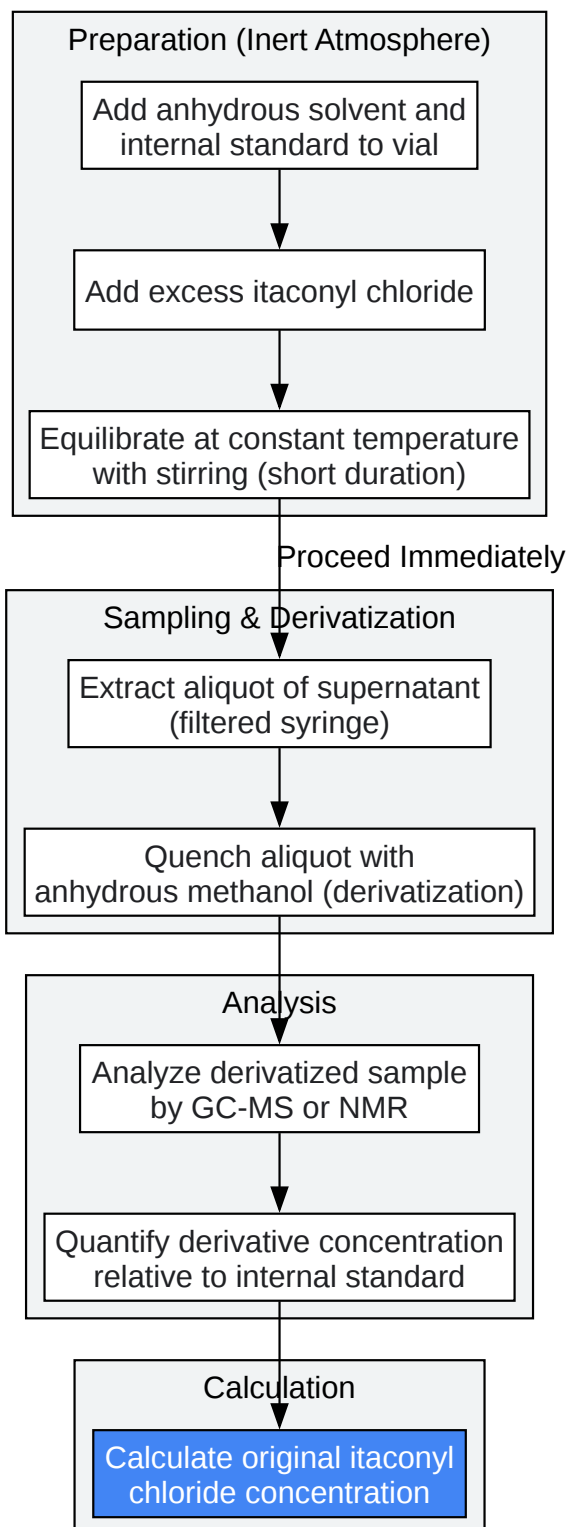 Preparation (Inert Atmosphere)
Add anhydrous solvent and
internal standard to vial
Add excess itaconyl chloride
Equilibrate at constant temperature
with stirring (short duration)
Proceed Immediately
Sampling & Derivatization
Extract aliquot of supernatant
(filtered syringe)
Quench aliquot with
anhydrous methanol (derivatization)
Analysis
Analyze derivatized sample
by GC-MS or NMR
Quantify derivative concentration
relative to internal standard
Calculation
Calculate original itaconyl
chloride concentration